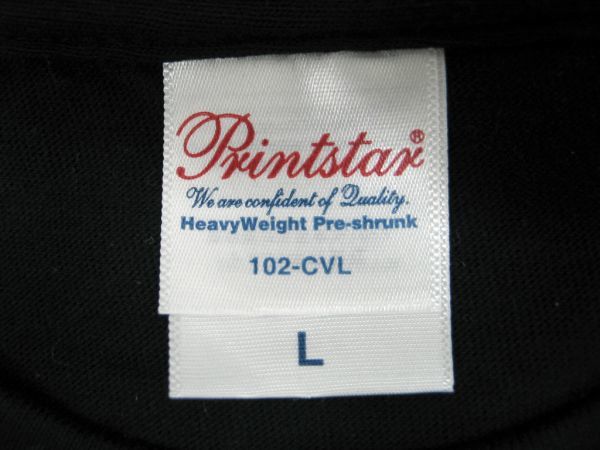 Printstar®
We are confident of Quality.
HeavyWeight Pre-shrunk
102-CVL
L